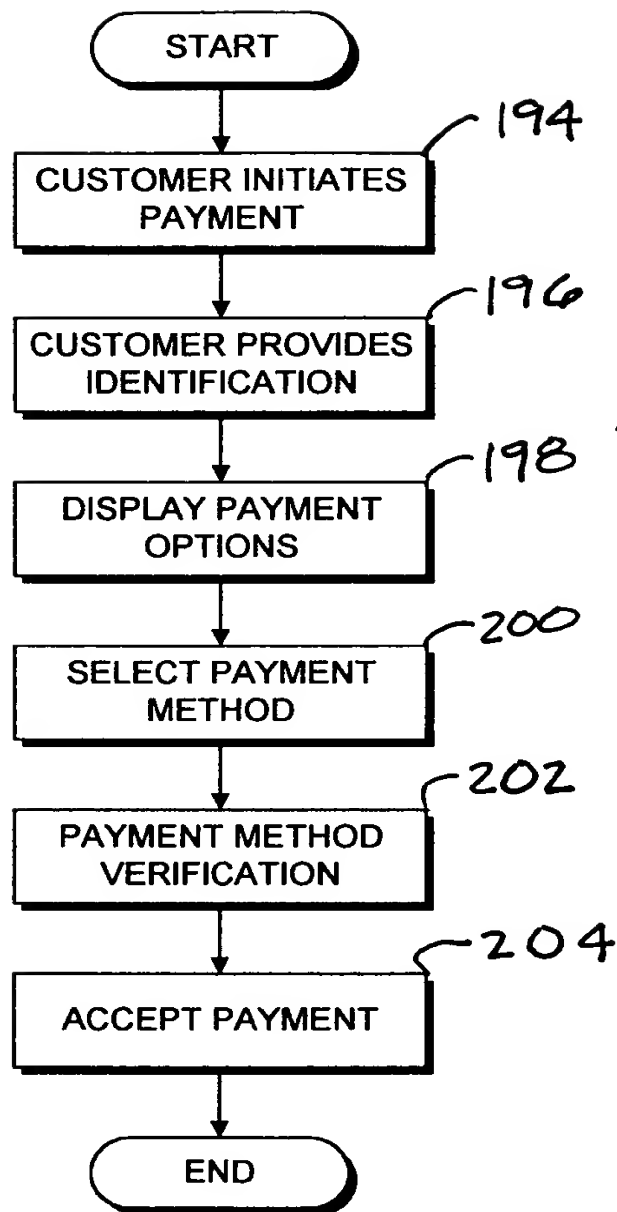 START
194
CUSTOMER INITIATES
PAYMENT
196
CUSTOMER PROVIDES
IDENTIFICATION
198
DISPLAY PAYMENT
OPTIONS
200
SELECT PAYMENT
METHOD
202
PAYMENT METHOD
VERIFICATION
204
ACCEPT PAYMENT
END